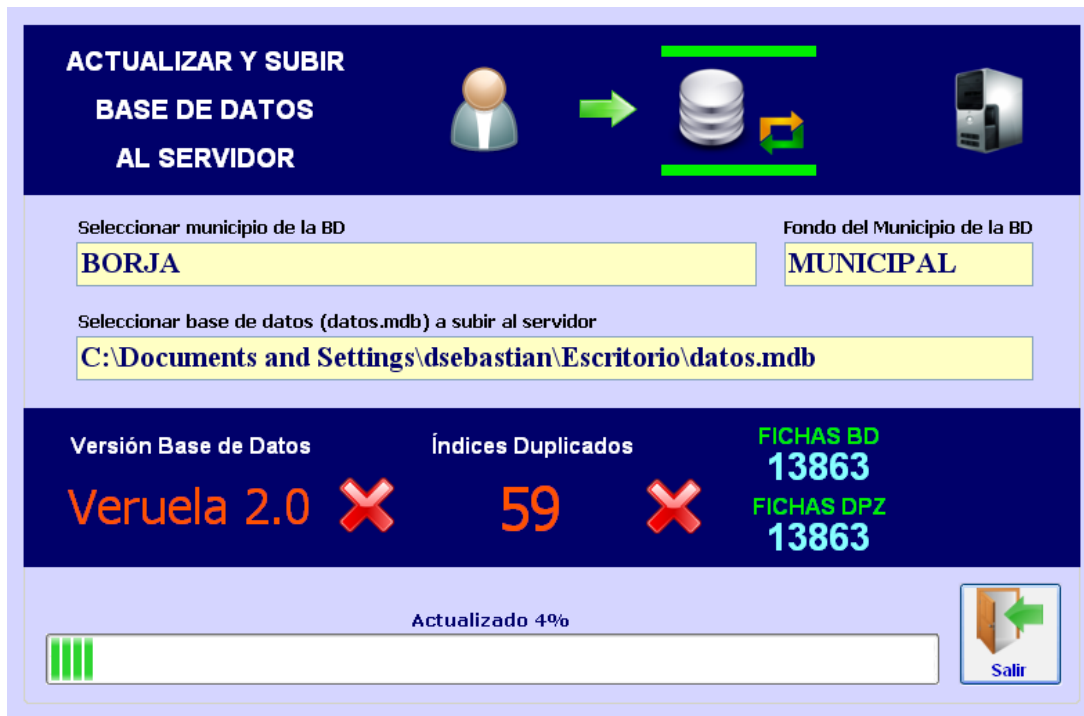 ACTUALIZAR Y SUBIR
BASE DE DATOS
AL SERVIDOR
Seleccionar municipio de la BD
Fondo del Municipio de la BD
BORJA
MUNICIPAL
Seleccionar base de datos (datos.mdb) a subir al servidor
C:\Documents and Settings\dsebastian\Escritorio\datos.mdb
Versión Base de Datos
Índices Duplicados
FICHAS BD
13863
Veruela 2.0
59
FICHAS DPZ
13863
Actualizado 4%
Salir